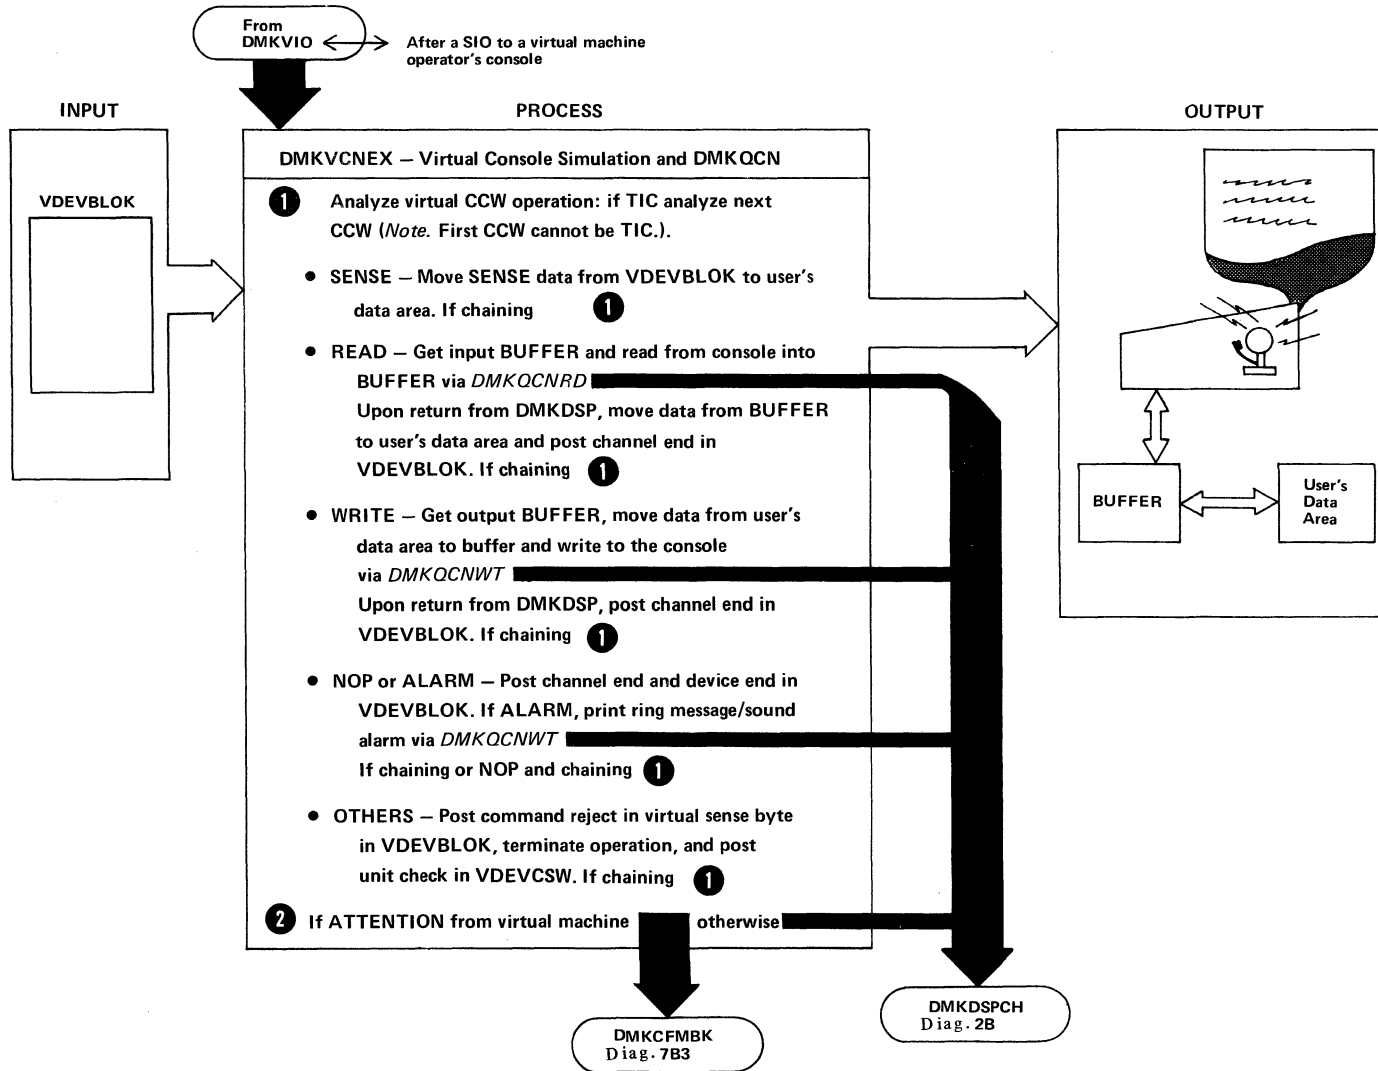 From
DMKVIO
After a SIO to a virtual machine
operator's console
INPUT
PROCESS
OUTPUT
VDEVBLOK
DMKVCNEX — Virtual Console Simulation and DMKQCN
1 Analyze virtual CCW operation: if TIC analyze next
CCW (Note. First CCW cannot be TIC.).
• SENSE — Move SENSE data from VDEVBLOK to user's
data area. If chaining 1
• READ — Get input BUFFER and read from console into
BUFFER via DMKQCNRD
Upon return from DMKDSP, move data from BUFFER
to user's data area and post channel end in
VDEVBLOK. If chaining 1
• WRITE — Get output BUFFER, move data from user's
data area to buffer and write to the console
via DMKQCNWT
Upon return from DMKDSP, post channel end in
VDEVBLOK. If chaining 1
• NOP or ALARM — Post channel end and device end in
VDEVBLOK. If ALARM, print ring message/sound
alarm via DMKQCNWT
If chaining or NOP and chaining 1
• OTHERS — Post command reject in virtual sense byte
in VDEVBLOK, terminate operation, and post
unit check in VDEVCSW. If chaining 1
2 If ATTENTION from virtual machine otherwise
BUFFER
User's
Data
Area
DMKDSPCH
Diag. 2B
DMKCFMBK
Diag. 7B3